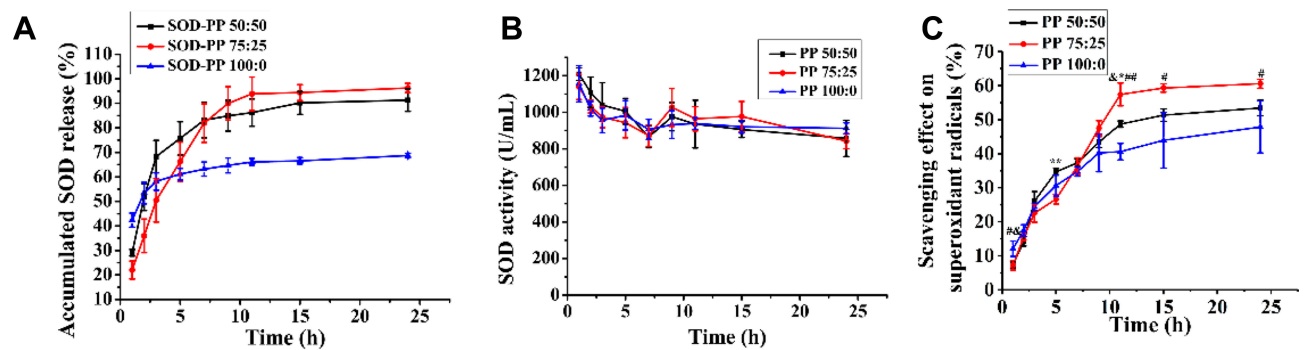 A
SOD-PP 50:50
SOD-PP 75:25
SOD-PP 100:0
Accumulated SOD release (%)
110
100
90
80
70
60
50
40
30
20
10
0 5 10 15 20 25
Time (h)
B
PP 50:50
PP 75:25
PP 100:0
SOD activity (U/mL)
1200
1000
800
600
400
200
0
0 5 10 15 20 25
Time (h)
C
PP 50:50
PP 75:25
PP 100:0
Scavenging effect on
superoxidant radicals (%)
70
60
50
40
30
20
10
0
&*##
#
#
**
#&
0 5 10 15 20 25
Time (h)